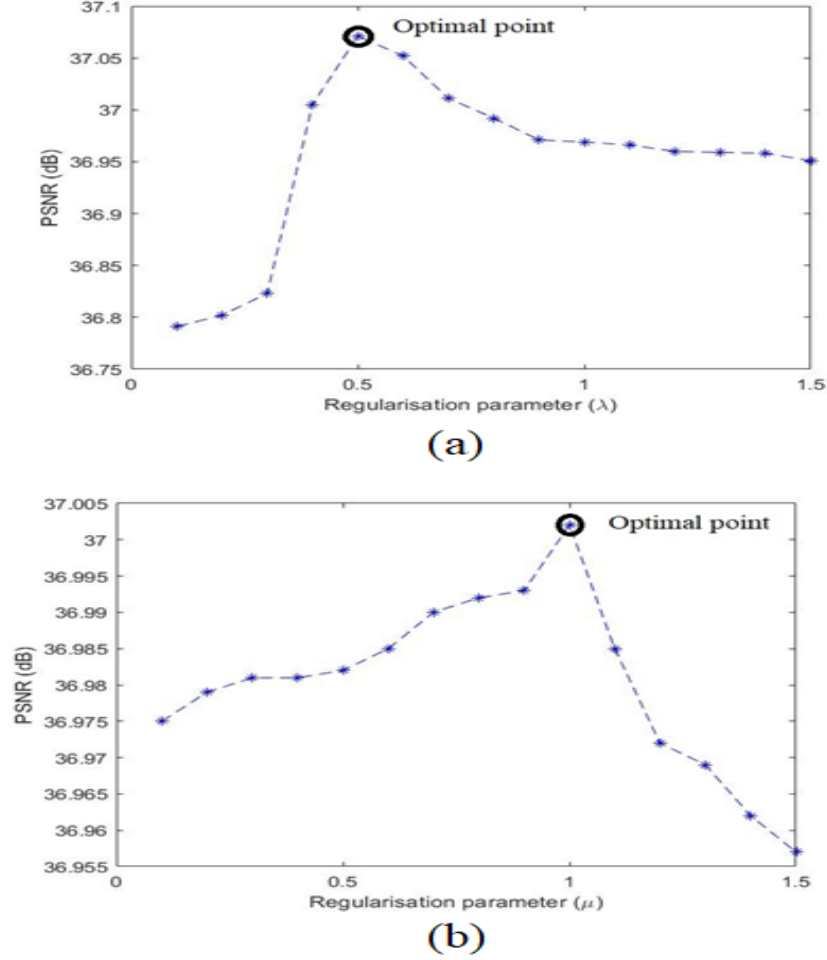 37.1
Optimal point
37.05
37
36.95
PSNR (dB)
36.9
36.85
36.8
36.75
0 0.5 1 1.5
Regularisation parameter (λ)
(a)
37.005
Optimal point
37
36.995
36.99
36.985
PSNR (dB)
36.98
36.975
36.97
36.965
36.96
36.955
0 0.5 1 1.5
Regularisation parameter (μ)
(b)